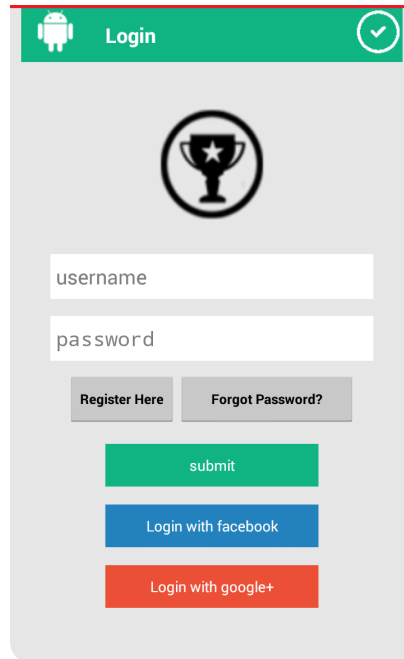 Login
username
password
Register Here Forgot Password?
submit
Login with facebook
Login with google+